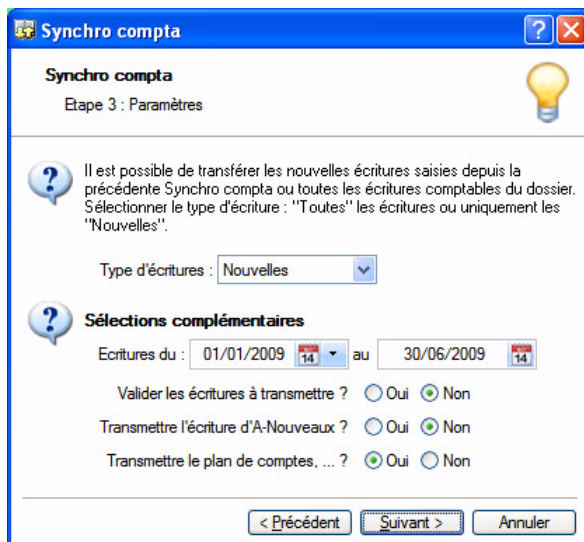 Synchro compta
Synchro compta
Etape 3 : Paramètres
Il est possible de transférer les nouvelles écritures saisies depuis la
précédente Synchro compta ou toutes les écritures comptables du dossier.
Sélectionner le type d'écriture : "Toutes" les écritures ou uniquement les
"Nouvelles".
Type d'écritures : Nouvelles
Sélections complémentaires
Ecritures du : 01/01/2009 14 au 30/06/2009 14
Valider les écritures à transmettre ? Oui Non
Transmettre l'écriture d'A-Nouveaux ? Oui Non
Transmettre le plan de comptes, ... ? Oui Non
< Précédent Suivant > Annuler